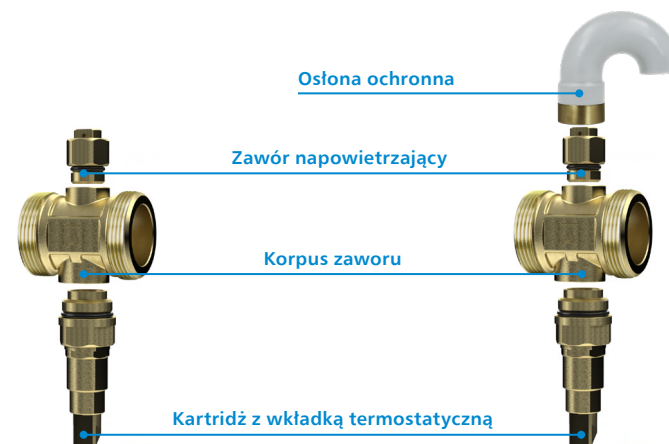 Osłona ochronna
Zawór napowietrzający
Korpus zaworu
Kartridż z wkładką termostatyczną